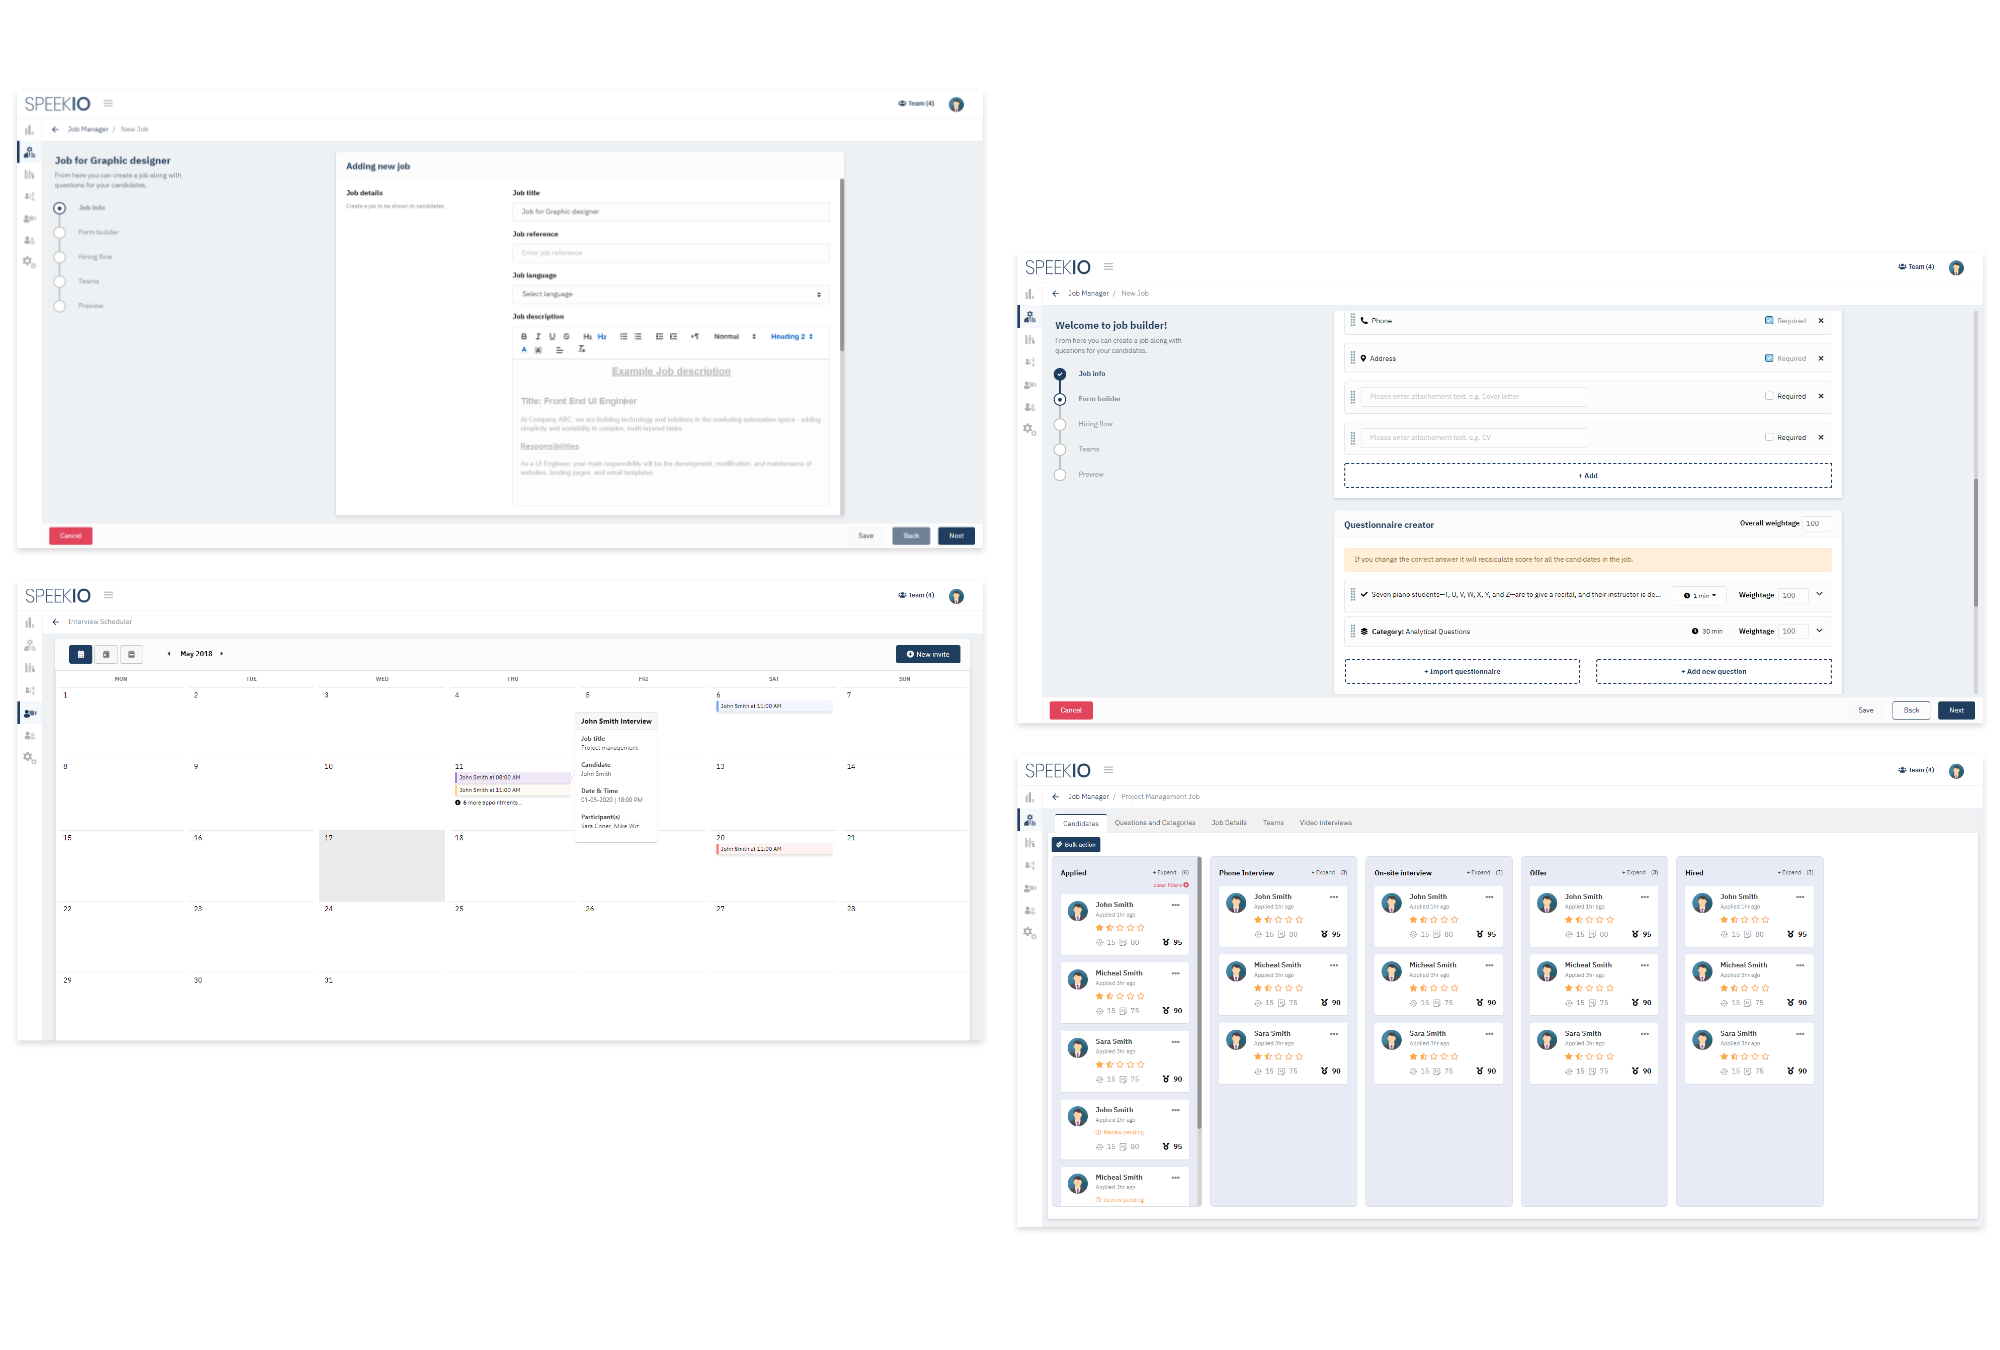 SPEEKIO
Team (4)
Job Manager / New Job
Job for Graphic designer
From here you can create a job along with
questions for your candidates.
Job info
Form builder
Hiring flow
Teams
Preview
Adding new job
Job details
Create a job to be shown to candidates.
Job title
Job for Graphic designer
Job reference
Enter job reference
Job language
Select language
Job description
B I U S H1 H2 Normal Heading 2
A A
Example Job description
Title: Front End UI Engineer
At Company ABC, we are building technology and solutions in the marketing automation space - adding
simplicity and scalability to complex, multi-layered tasks.
Responsibilities
As a UI Engineer, your main responsibility will be the development, modification, and maintenance of
websites, landing pages, and email templates.
Cancel
Save
Back
Next
SPEEKIO
Team (4)
Interview Scheduler
May 2018
New invite
MON TUE WED THU FRI SAT SUN
1 2 3 4 5 6 7
John Smith at 11:00 AM
John Smith Interview
Job title
Project management
Candidate
John Smith
Date & Time
01-05-2020 | 18:00 PM
Participant(s)
Sara Coner, Mike Wiz
8 9 10 11 13 14
John Smith at 08:00 AM
John Smith at 11:00 AM
6 more appointments...
15 16 17 18 20 21
John Smith at 11:00 AM
22 23 24 25 26 27 28
29 30 31
SPEEKIO
Team (4)
Job Manager / New Job
Welcome to job builder!
From here you can create a job along with
questions for your candidates.
Job info
Form builder
Hiring flow
Teams
Preview
Phone
Required
Address
Required
Please enter attachement text, e.g. Cover letter
Required
Please enter attachement text, e.g. CV
Required
+ Add
Questionnaire creator
Overall weightage 100
If you change the correct answer it will recalculate score for all the candidates in the job.
Seven piano students—T, U, V, W, X, Y, and Z—are to give a recital, and their instructor is de...
1 min
Weightage 100
Category: Analytical Questions
30 min
Weightage 100
+ Import questionnaire
+ Add new question
Cancel
Save
Back
Next
SPEEKIO
Team (4)
Job Manager / Project Management Job
Candidates
Questions and Categories
Job Details
Teams
Video interviews
Bulk action
Applied
+ Expand (6)
clear filters
John Smith
Applied 1hr ago
15 80 95
Micheal Smith
Applied 3hr ago
15 75 90
Sara Smith
Applied 3hr ago
15 75 90
John Smith
Applied 1hr ago
Review pending
15 80 95
Micheal Smith
Applied 3hr ago
Review pending
Phone Interview
+ Expand (3)
John Smith
Applied 1hr ago
15 80 95
Micheal Smith
Applied 3hr ago
15 75 90
Sara Smith
Applied 3hr ago
15 75 90
On-site interview
+ Expand (2)
John Smith
Applied 1hr ago
15 80 95
Micheal Smith
Applied 3hr ago
15 75 90
Sara Smith
Applied 3hr ago
15 75 90
Offer
+ Expand (3)
John Smith
Applied 1hr ago
15 80 95
Micheal Smith
Applied 3hr ago
15 75 90
Sara Smith
Applied 3hr ago
15 75 90
Hired
+ Expand (3)
John Smith
Applied 1hr ago
15 80 95
Micheal Smith
Applied 3hr ago
15 75 90
Sara Smith
Applied 3hr ago
15 75 90